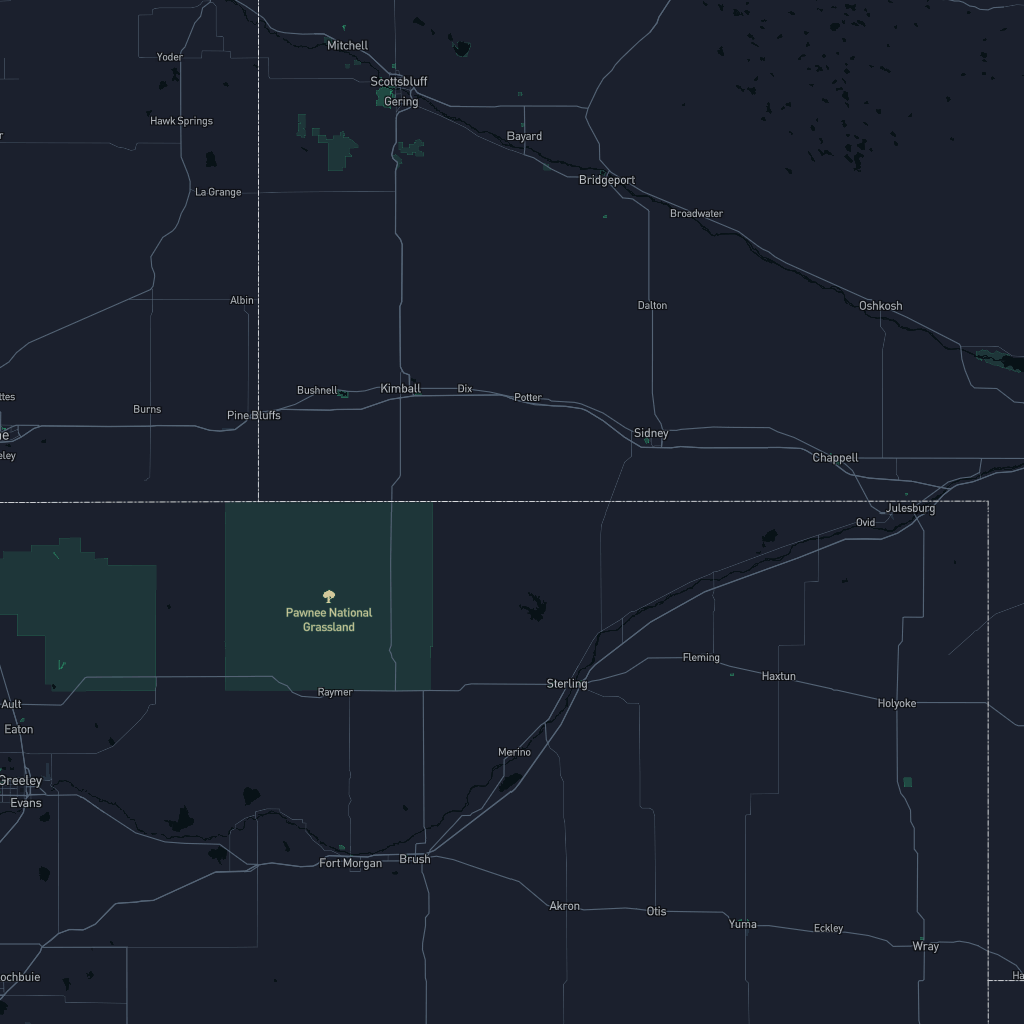 Mitchell
Yoder
Scottsbluff
Gering
Hawk Springs
Bayard
r
Bridgeport
La Grange
Broadwater
Albin
Dalton
Oshkosh
Bushnell
Kimball
Dix
ttes
Potter
Burns
Pine Bluffs
ne
Sidney
eley
Chappell
Julesburg
Ovid
Pawnee National
Grassland
Fleming
Haxtun
Sterling
Raymer
Ault
Holyoke
Eaton
Merino
Greeley
Evans
Fort Morgan
Brush
Akron
Otis
Yuma
Eckley
Wray
ochbuie
Ha